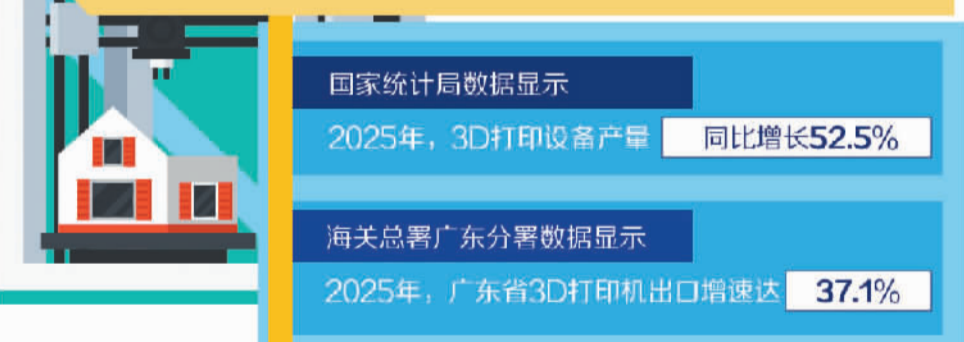 国家统计局数据显示
2025年，3D打印设备产量 同比增长52.5%
海关总署广东分署数据显示
2025年，广东省3D打印机出口增速达 37.1%